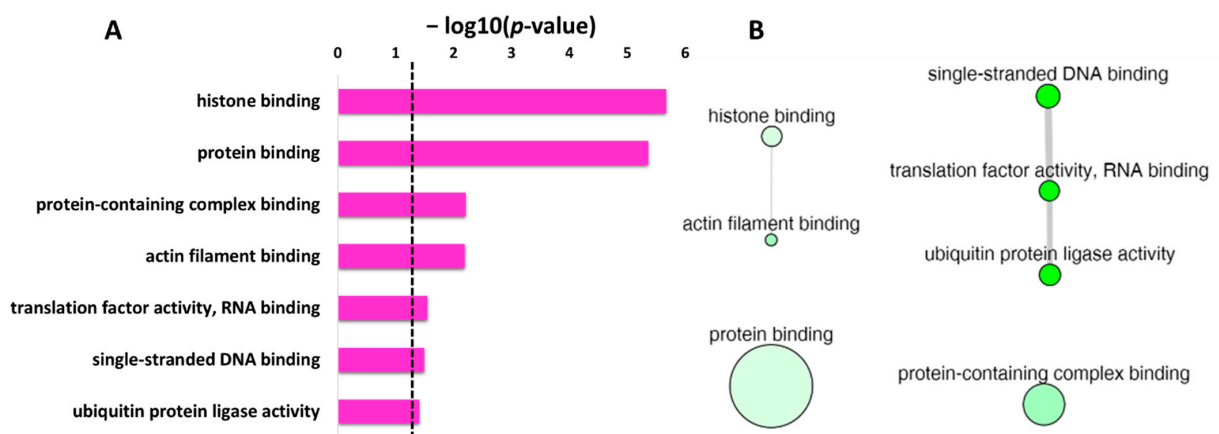 A
− log10(p-value)
0 1 2 3 4 5 6
histone binding
protein binding
protein-containing complex binding
actin filament binding
translation factor activity, RNA binding
single-stranded DNA binding
ubiquitin protein ligase activity
B
single-stranded DNA binding
histone binding
translation factor activity, RNA binding
actin filament binding
ubiquitin protein ligase activity
protein binding
protein-containing complex binding